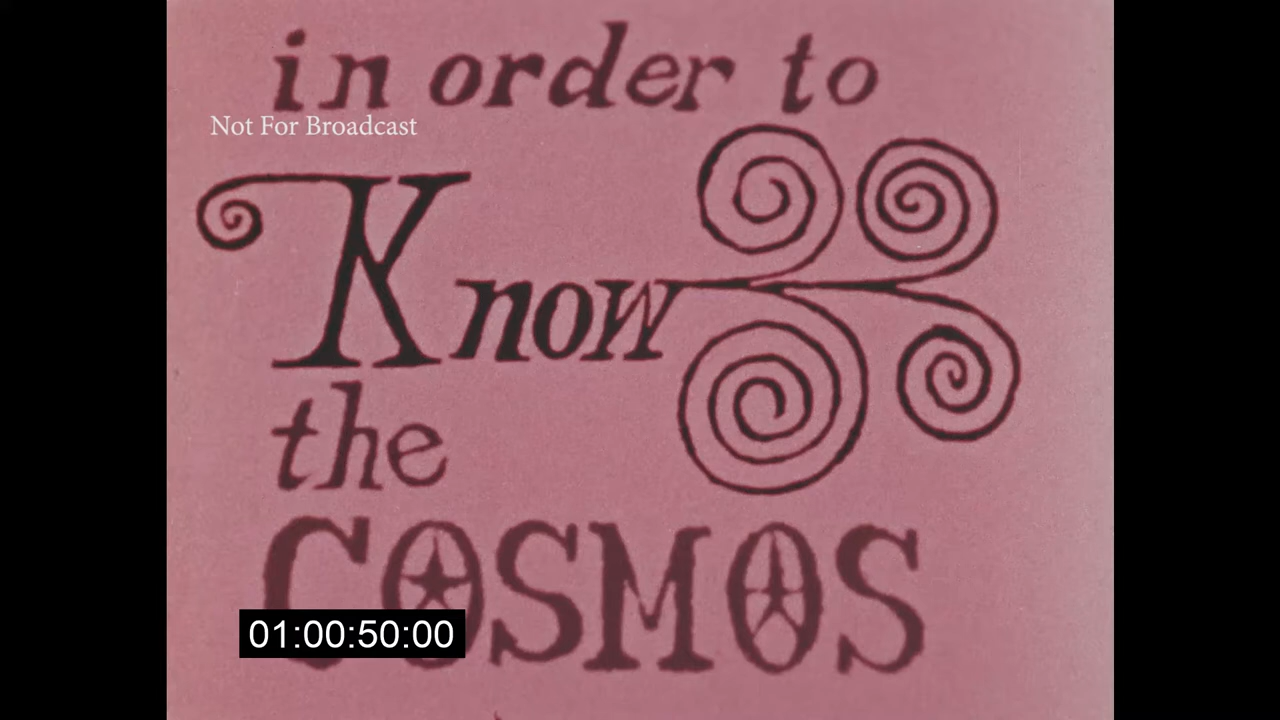 in order to
Not For Broadcast
Know
the
COSMOS
01:00:50:00